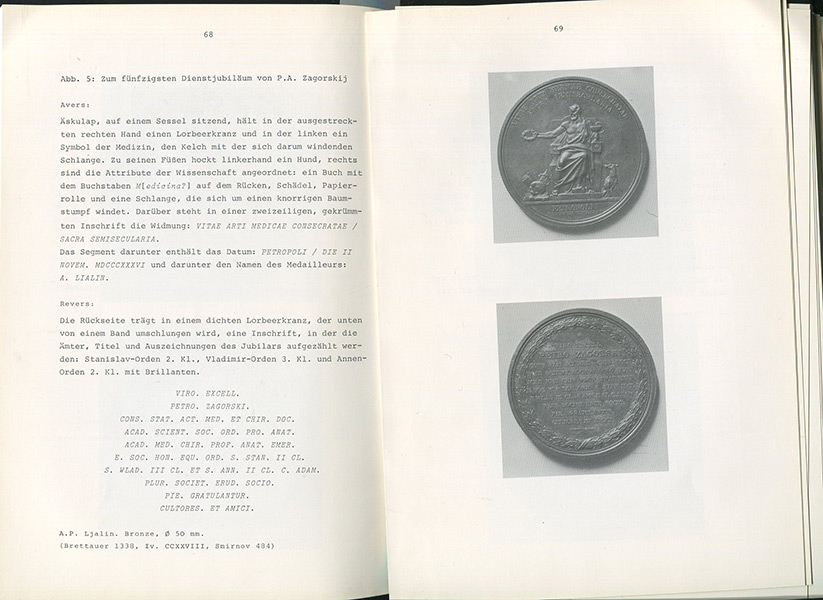 68
Abb. 5: Zum fünfzigsten Dienstjubiläum von P.A. Zagorskij
Avers:
Äskulap, auf einem Sessel sitzend, hält in der ausgestreck-
ten rechten Hand einen Lorbeerkranz und in der linken ein
Symbol der Medizin, den Kelch mit der sich darum windenden
Schlange. Zu seinen Füßen hockt linkerhand ein Hund, rechts
sind die Attribute der Wissenschaft angeordnet: ein Buch mit
dem Buchstaben M[edicina?] auf dem Rücken, Schädel, Papier-
rolle und eine Schlange, die sich um einen knorrigen Baum-
stumpf windet. Darüber steht in einer zweizeiligen, gekrümm-
ten Inschrift die Widmung: VITAE ARTI MEDICAE CONSECRATAE /
SACRA SEMISECULARIA.
Das Segment darunter enthält das Datum: PETROPOLI / DIE II
NOVEM. MDCCCXXXVI und darunter den Namen des Medailleurs:
A. LIALIN.
Revers:
Die Rückseite trägt in einem dichten Lorbeerkranz, der unten
von einem Band umschlungen wird, eine Inschrift, in der die
Ämter, Titel und Auszeichnungen des Jubilars aufgezählt wer-
den: Stanislav-Orden 2. Kl., Vladimir-Orden 3. Kl. und Annen-
Orden 2. Kl. mit Brillanten.
VIRO. EXCELL.
PETRO. ZAGORSKI.
CONS. STAT. ACT. MED. ET CHIR. DOC.
ACAD. SCIENT. SOC. ORD. PRO. ANAT.
ACAD. MED. CHIR. PROF. ANAT. EMER.
E. SOC. HON. EQU. ORD. S. STAN. II CL.
S. WLAD. III CL. ET S. ANN. II CL. C. ADAM.
PLUR. SOCIET. ERUD. SOCIO.
PIE. GRATULANTUR.
CULTORES. ET AMICI.
A.P. Ljalin. Bronze, Ø 50 mm.
(Brettauer 1338, Iv. CCXXVIII, Smirnov 484)
69